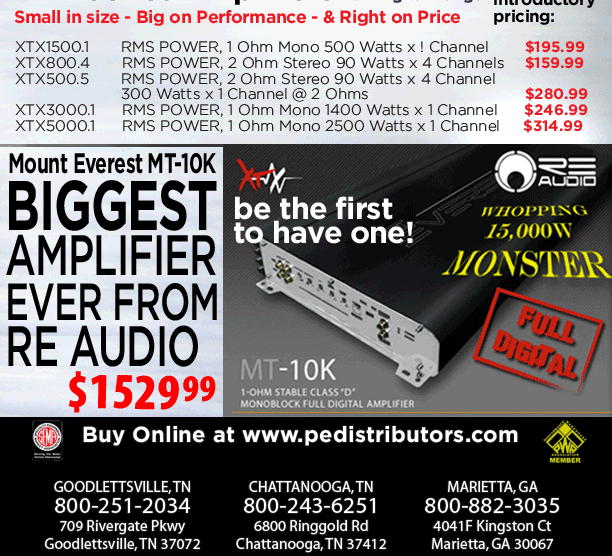 introductory
Small in size - Big on Performance - & Right on Price
pricing:
XTX1500.1 RMS POWER, 1 Ohm Mono 500 Watts x ! Channel $195.99
XTX800.4 RMS POWER, 2 Ohm Stereo 90 Watts x 4 Channels $159.99
XTX500.5 RMS POWER, 2 Ohm Stereo 90 Watts x 4 Channel
300 Watts x 1 Channel @ 2 Ohms $280.99
XTX3000.1 RMS POWER, 1 Ohm Mono 1400 Watts x 1 Channel $246.99
XTX5000.1 RMS POWER, 1 Ohm Mono 2500 Watts x 1 Channel $314.99
Mount Everest MT-10K
BIGGEST
AMPLIFIER
EVER FROM
RE AUDIO
$1529.99
XTX
be the first
to have one!
RE
AUDIO
WHOPPING
15,000W
MONSTER
FULL
DIGITAL
MT-10K
1-OHM STABLE CLASS "D"
MONOBLOCK FULL DIGITAL AMPLIFIER
Buy Online at www.pedistributors.com
MEMBER
GOODLETTSVILLE, TN
800-251-2034
709 Rivergate Pkwy
Goodlettsville, TN 37072
CHATTANOOGA, TN
800-243-6251
6800 Ringgold Rd
Chattanooga, TN 37412
MARIETTA, GA
800-882-3035
4041F Kingston Ct
Marietta, GA 30067